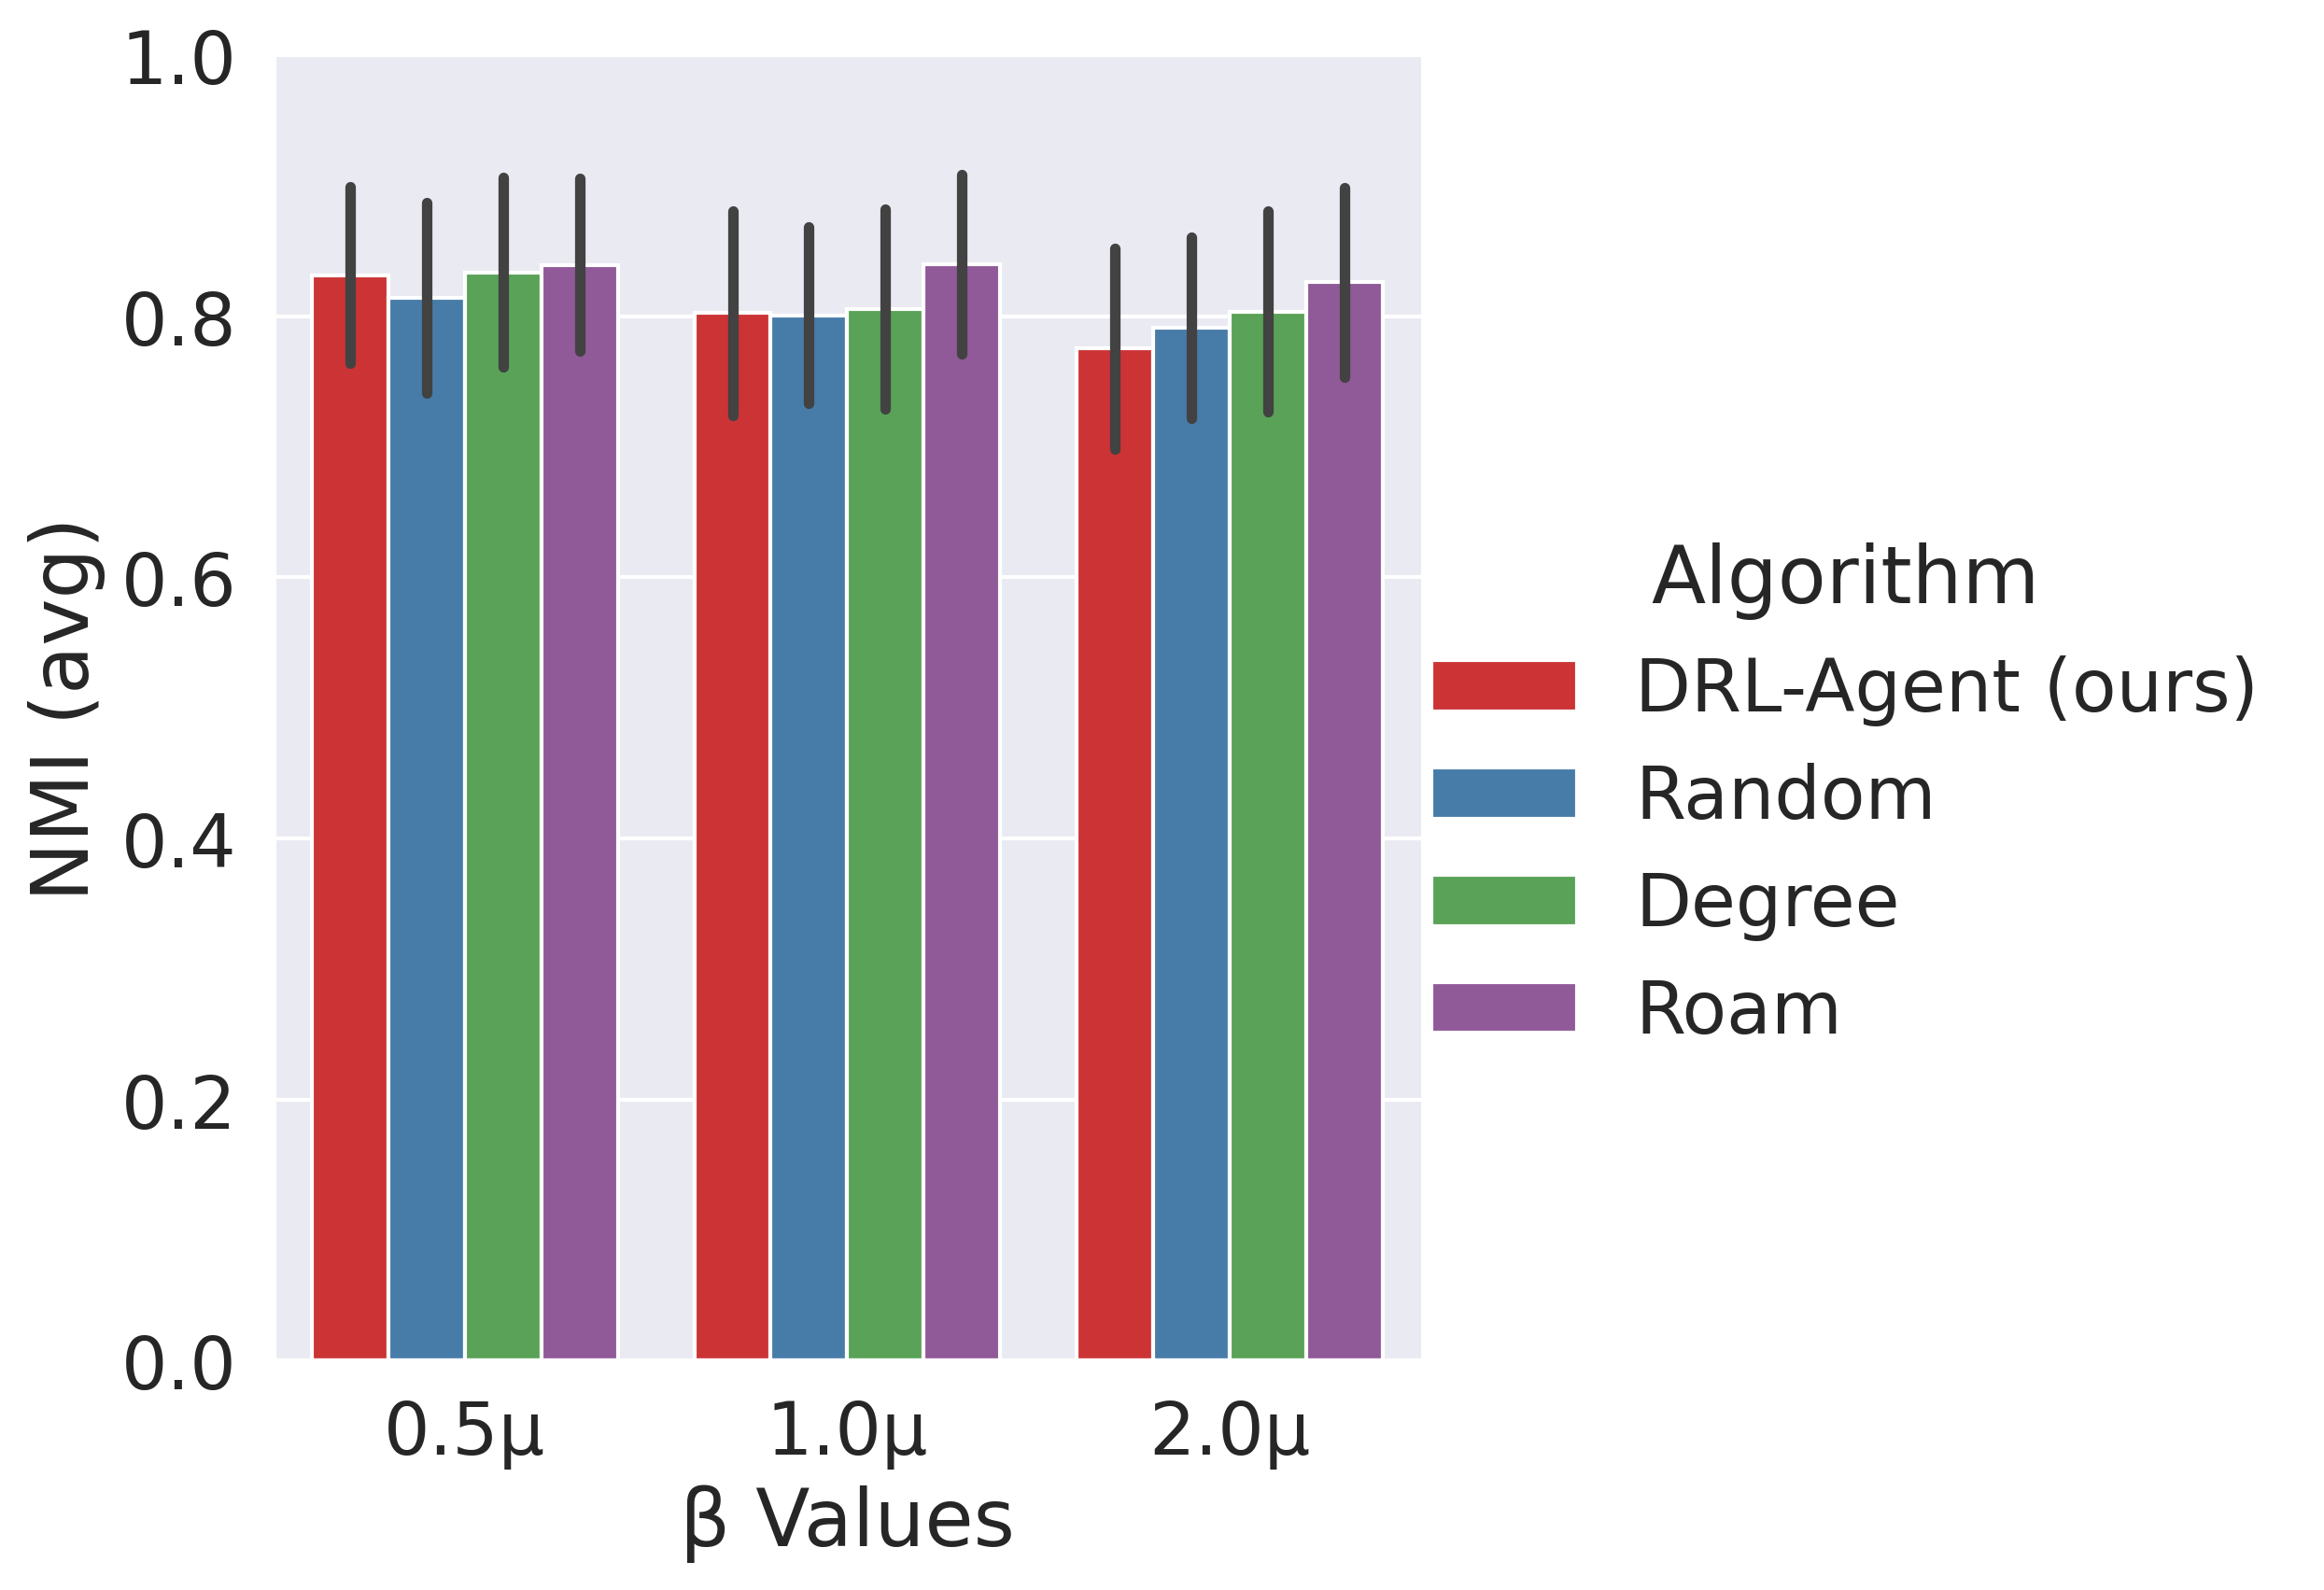 1.0
0.8
0.6
0.4
0.2
0.0
NMI (avg)
0.5μ 1.0μ 2.0μ
β Values
Algorithm
DRL-Agent (ours)
Random
Degree
Roam